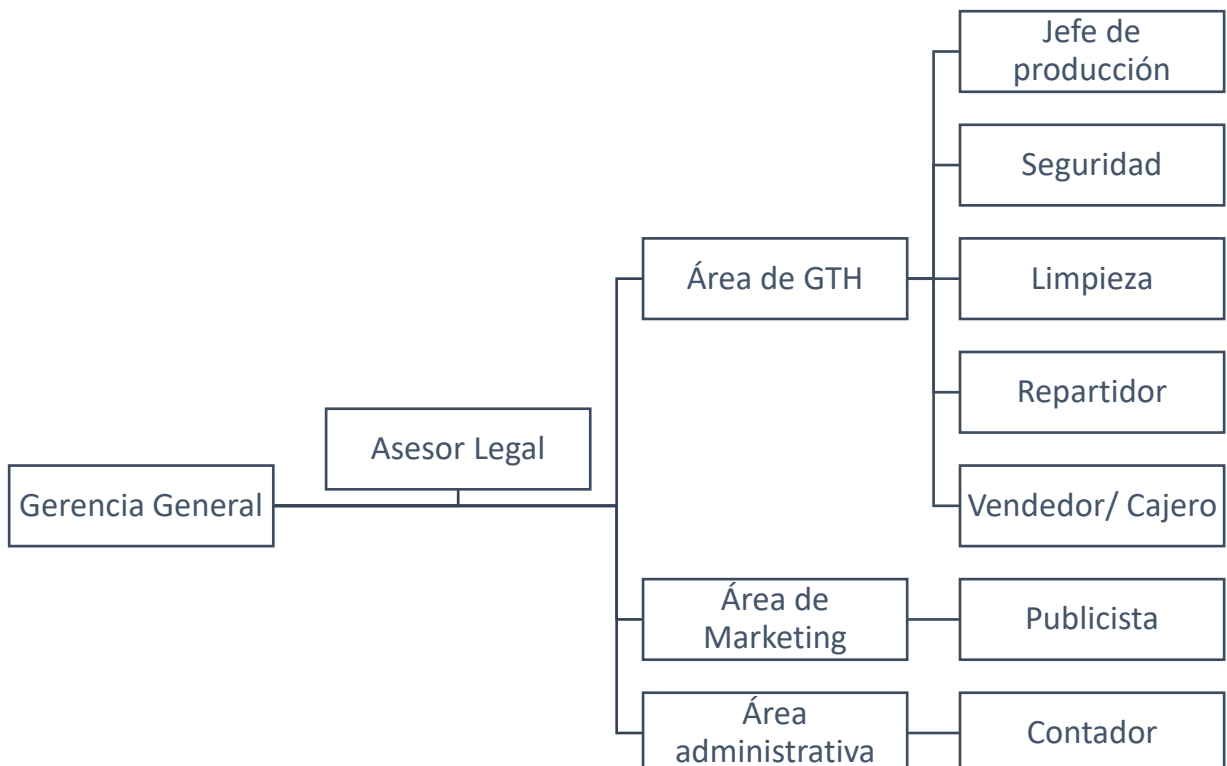 Jefe de
producción
Seguridad
Área de GTH
Limpieza
Repartidor
Asesor Legal
Gerencia General
Vendedor/ Cajero
Área de
Marketing
Publicista
Área
administrativa
Contador